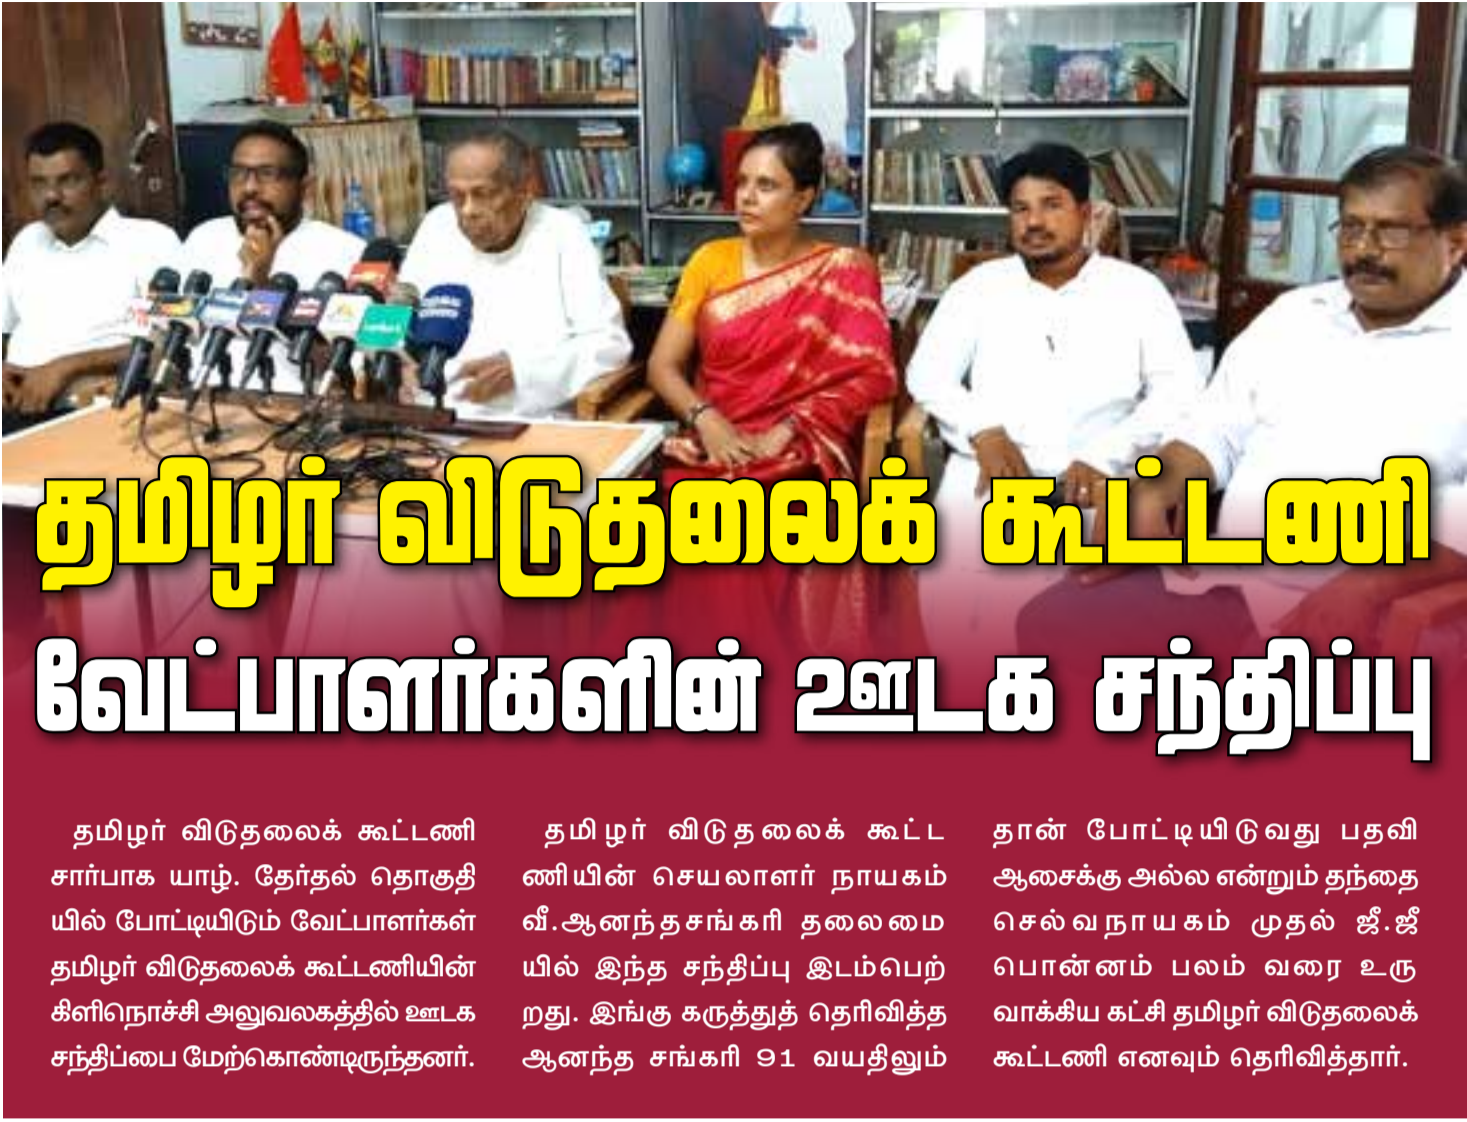 தமிழர் விடுதலைக் கூட்டணி
வேட்பாளர்களின் ஊடக சந்திப்பு
தமிழர் விடுதலைக் கூட்டணி
சார்பாக யாழ். தேர்தல் தொகுதி
யில் போட்டியிடும் வேட்பாளர்கள்
தமிழர் விடுதலைக் கூட்டணியின்
கிளிநொச்சி அலுவலகத்தில் ஊடக
சந்திப்பை மேற்கொண்டிருந்தனர்.
தமிழர் விடுதலைக் கூட்ட
ணியின் செயலாளர் நாயகம்
வீ.ஆனந்தசங்கரி தலைமை
யில் இந்த சந்திப்பு இடம்பெற்
றது. இங்கு கருத்துத் தெரிவித்த
ஆனந்த சங்கரி 91 வயதிலும்
தான் போட்டியிடுவது பதவி
ஆசைக்கு அல்ல என்றும் தந்தை
செல்வநாயகம் முதல் ஜீ.ஜீ
பொன்னம் பலம் வரை உரு
வாக்கிய கட்சி தமிழர் விடுதலைக்
கூட்டணி எனவும் தெரிவித்தார்.